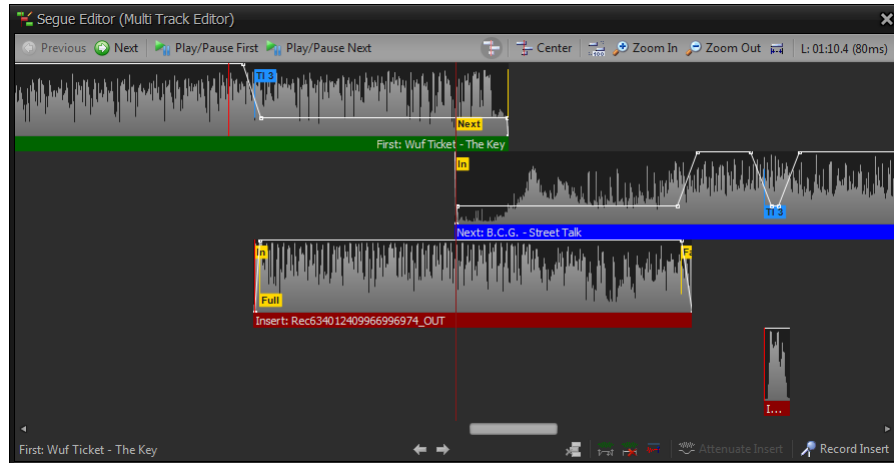 Segue Editor (Multi Track Editor)
Previous Next Play/Pause First Play/Pause Next Center Zoom In Zoom Out L: 01:10.4 (80ms)
TI 3
Next
First: Wuf Ticket - The Key
In
TI 3
Next: B.C.G. - Street Talk
In
Full
Insert: Rec634012409966996974_OUT
I...
First: Wuf Ticket - The Key Attenuate Insert Record Insert